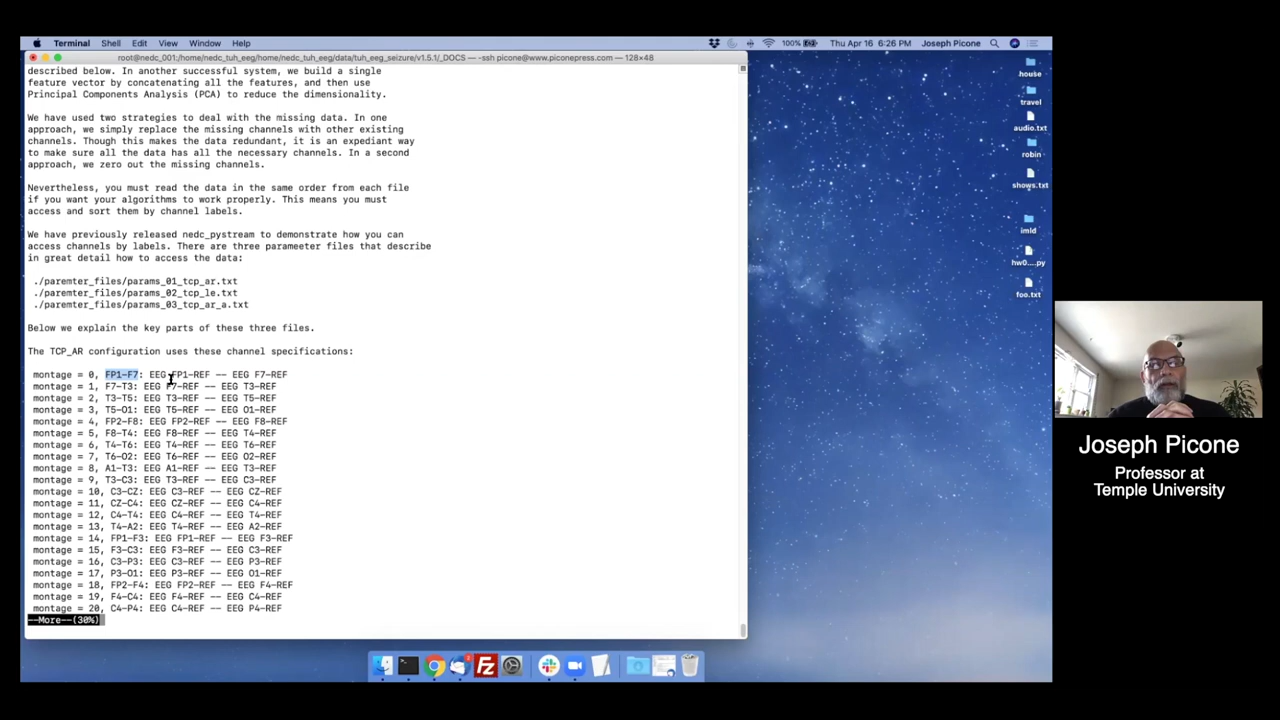 Terminal Shell Edit View Window Help 100% Thu Apr 16 6:26 PM Joseph Picone
root@nedc_001:/home/nedc_tuh_eeg/home/nedc_tuh_eeg/data/tuh_eeg_seizure/v1.5.1/_DOCS — -ssh picone@www.piconepress.com — 128×48
described below. In another successful system, we build a single
feature vector by concatenating all the features, and then use
Principal Components Analysis (PCA) to reduce the dimensionality.
We have used two strategies to deal with the missing data. In one
approach, we simply replace the missing channels with other existing
channels. Though this makes the data redundant, it is an expediant way
to make sure all the data has all the necessary channels. In a second
approach, we zero out the missing channels.
Nevertheless, you must read the data in the same order from each file
if you want your algorithms to work properly. This means you must
access and sort them by channel labels.
We have previously released nedc_pystream to demonstrate how you can
access channels by labels. There are three parameeter files that describe
in great detail how to access the data:
./paremter_files/params_01_tcp_ar.txt
./paremter_files/params_02_tcp_le.txt
./paremter_files/params_03_tcp_ar_a.txt
Below we explain the key parts of these three files.
The TCP_AR configuration uses these channel specifications:
montage = 0, FP1-F7: EEG FP1-REF -- EEG F7-REF
montage = 1, F7-T3: EEG F7-REF -- EEG T3-REF
montage = 2, T3-T5: EEG T3-REF -- EEG T5-REF
montage = 3, T5-O1: EEG T5-REF -- EEG O1-REF
montage = 4, FP2-F8: EEG FP2-REF -- EEG F8-REF
montage = 5, F8-T4: EEG F8-REF -- EEG T4-REF
montage = 6, T4-T6: EEG T4-REF -- EEG T6-REF
montage = 7, T6-O2: EEG T6-REF -- EEG O2-REF
montage = 8, A1-T3: EEG A1-REF -- EEG T3-REF
montage = 9, T3-C3: EEG T3-REF -- EEG C3-REF
montage = 10, C3-CZ: EEG C3-REF -- EEG CZ-REF
montage = 11, CZ-C4: EEG CZ-REF -- EEG C4-REF
montage = 12, C4-T4: EEG C4-REF -- EEG T4-REF
montage = 13, T4-A2: EEG T4-REF -- EEG A2-REF
montage = 14, FP1-F3: EEG FP1-REF -- EEG F3-REF
montage = 15, F3-C3: EEG F3-REF -- EEG C3-REF
montage = 16, C3-P3: EEG C3-REF -- EEG P3-REF
montage = 17, P3-O1: EEG P3-REF -- EEG O1-REF
montage = 18, FP2-F4: EEG FP2-REF -- EEG F4-REF
montage = 19, F4-C4: EEG F4-REF -- EEG C4-REF
montage = 20, C4-P4: EEG C4-REF -- EEG P4-REF
--More--(30%)
house
travel
audio.txt
robin
shows.txt
imld
hw0....py
foo.txt
Joseph Picone
Professor at
Temple University